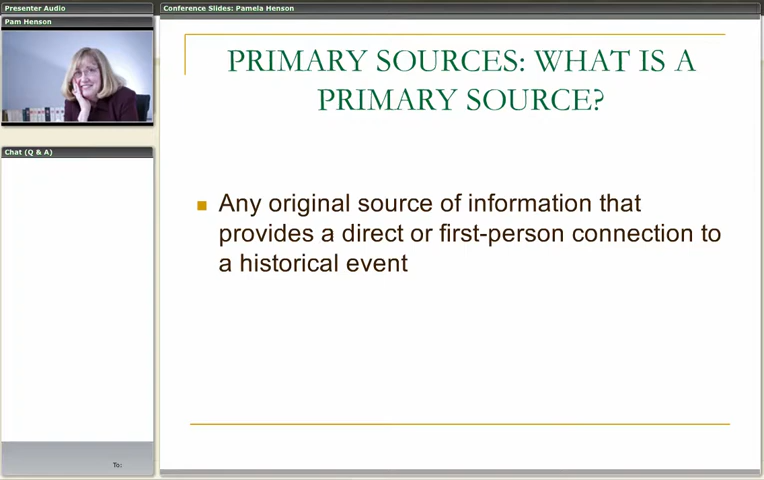 Presenter Audio
Pam Henson
Chat (Q & A)
To:
Conference Slides: Pamela Henson
PRIMARY SOURCES: WHAT IS A
PRIMARY SOURCE?
Any original source of information that
provides a direct or first-person connection to
a historical event